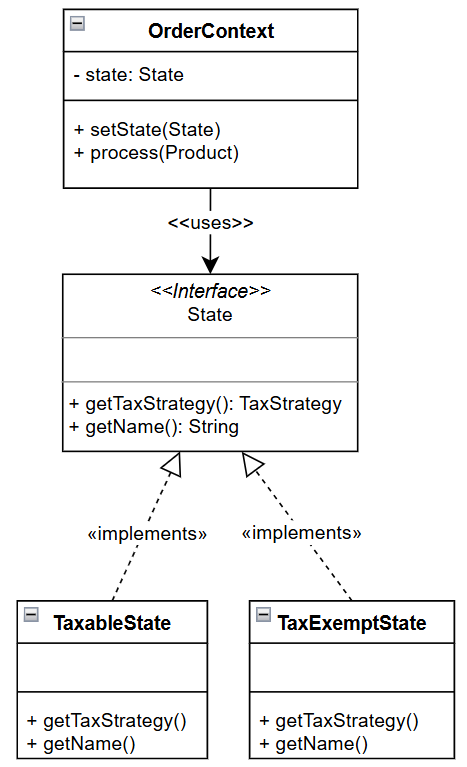 OrderContext
- state: State
+ setState(State)
+ process(Product)
<<uses>>
<<Interface>>
State
+ getTaxStrategy(): TaxStrategy
+ getName(): String
«implements»
«implements»
TaxableState
+ getTaxStrategy()
+ getName()
TaxExemptState
+ getTaxStrategy()
+ getName()